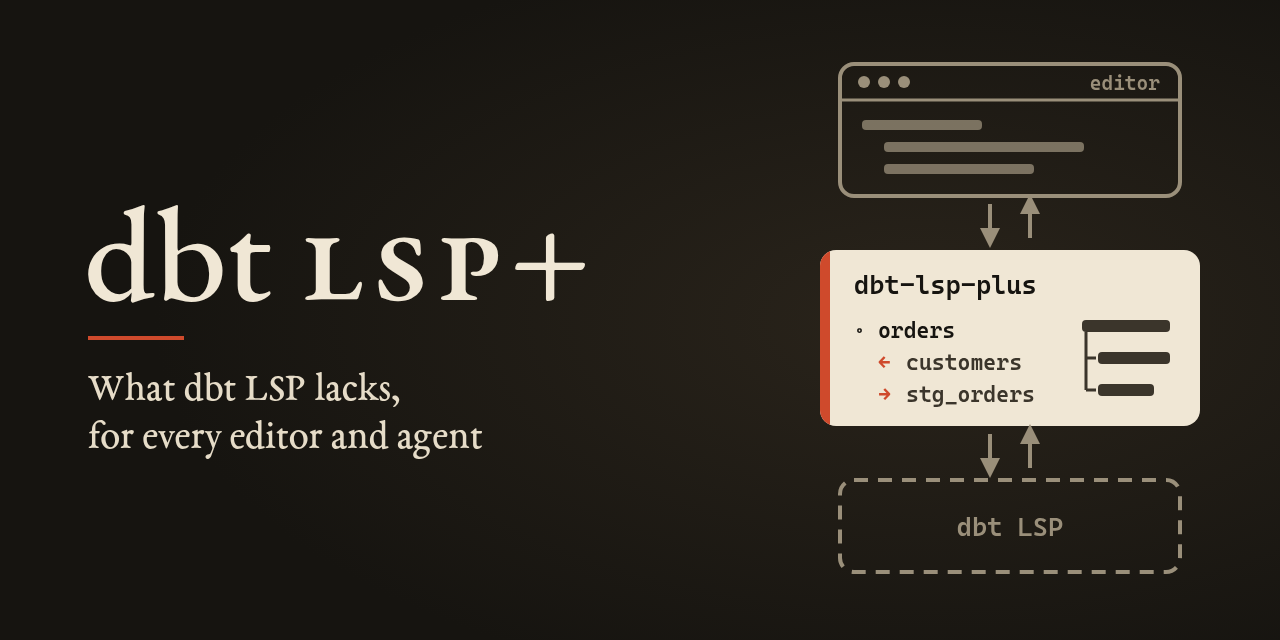 dbt LSP+
What dbt LSP lacks,
for every editor and agent
editor
dbt-lsp-plus
∘ orders
← customers
→ stg_orders
dbt LSP